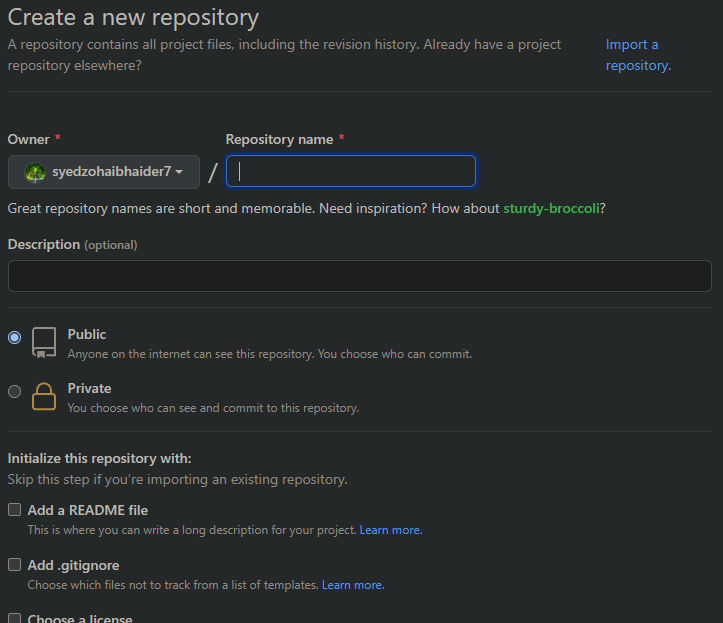 Create a new repository
A repository contains all project files, including the revision history. Already have a project
repository elsewhere?
Import a
repository.
Owner *
Repository name *
syedzohaibhaider7
/
Great repository names are short and memorable. Need inspiration? How about sturdy-broccoli?
Description (optional)
Public
Anyone on the internet can see this repository. You choose who can commit.
Private
You choose who can see and commit to this repository.
Initialize this repository with:
Skip this step if you're importing an existing repository.
Add a README file
This is where you can write a long description for your project. Learn more.
Add .gitignore
Choose which files not to track from a list of templates. Learn more.
Choose a license